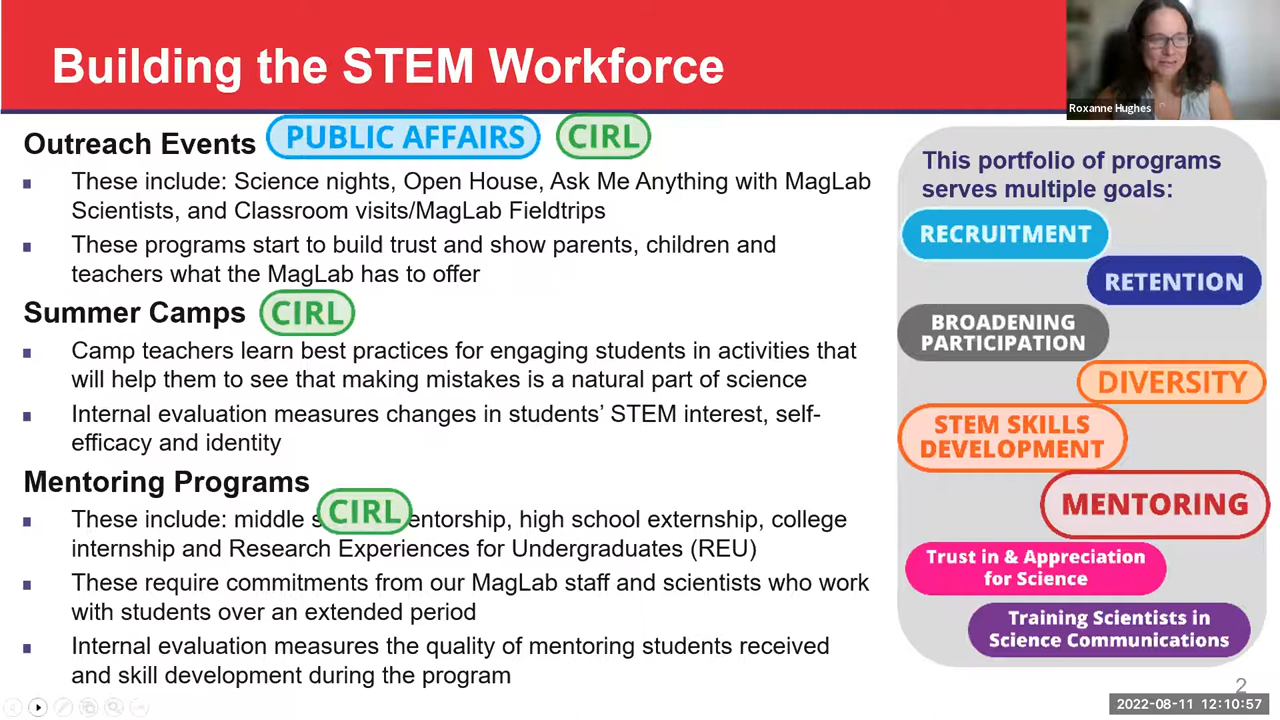 Building the STEM Workforce
Roxanne Hughes
Outreach Events PUBLIC AFFAIRS CIRL
These include: Science nights, Open House, Ask Me Anything with MagLab
Scientists, and Classroom visits/MagLab Fieldtrips
These programs start to build trust and show parents, children and
teachers what the MagLab has to offer
Summer Camps CIRL
Camp teachers learn best practices for engaging students in activities that
will help them to see that making mistakes is a natural part of science
Internal evaluation measures changes in students’ STEM interest, self-
efficacy and identity
Mentoring Programs
CIRL
These include: middle entorship, high school externship, college
internship and Research Experiences for Undergraduates (REU)
These require commitments from our MagLab staff and scientists who work
with students over an extended period
Internal evaluation measures the quality of mentoring students received
and skill development during the program
This portfolio of programs
serves multiple goals:
RECRUITMENT
RETENTION
BROADENING
PARTICIPATION
DIVERSITY
STEM SKILLS
DEVELOPMENT
MENTORING
Trust in & Appreciation
for Science
Training Scientists in
Science Communications
2
2022-08-11 12:10:57